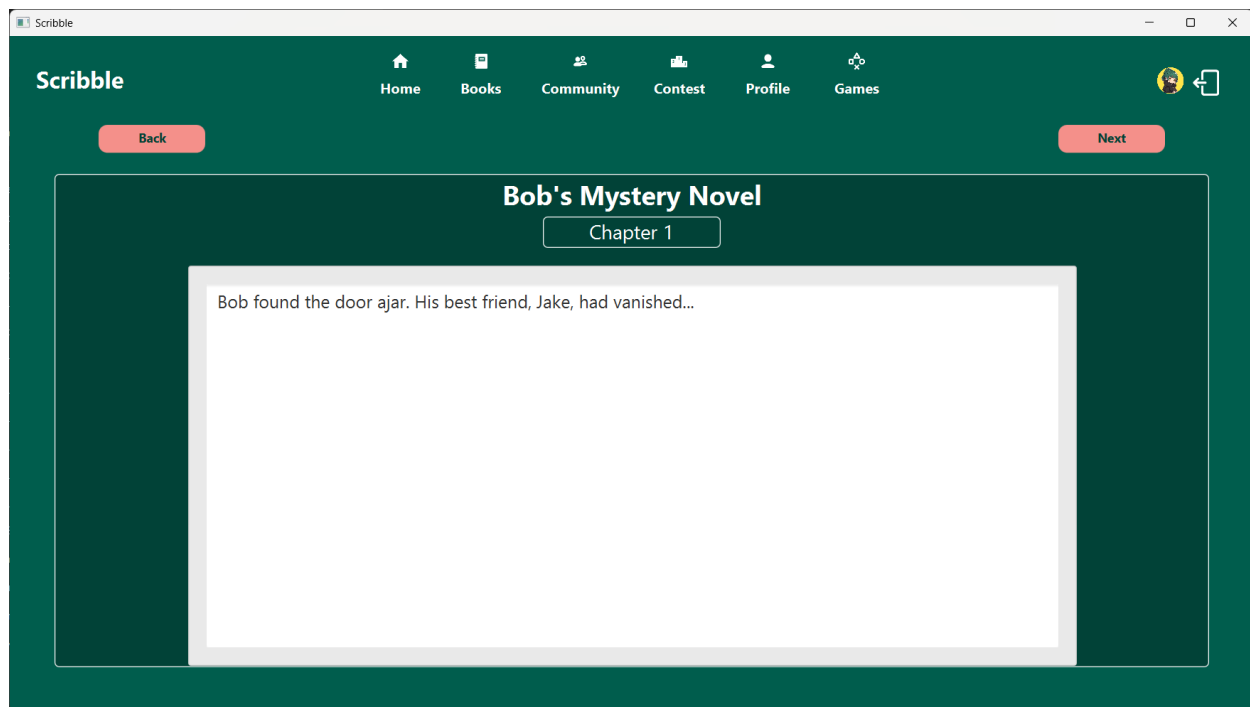 Scribble
Scribble
Home
Books
Community
Contest
Profile
Games
Back
Next
Bob's Mystery Novel
Chapter 1
Bob found the door ajar. His best friend, Jake, had vanished...